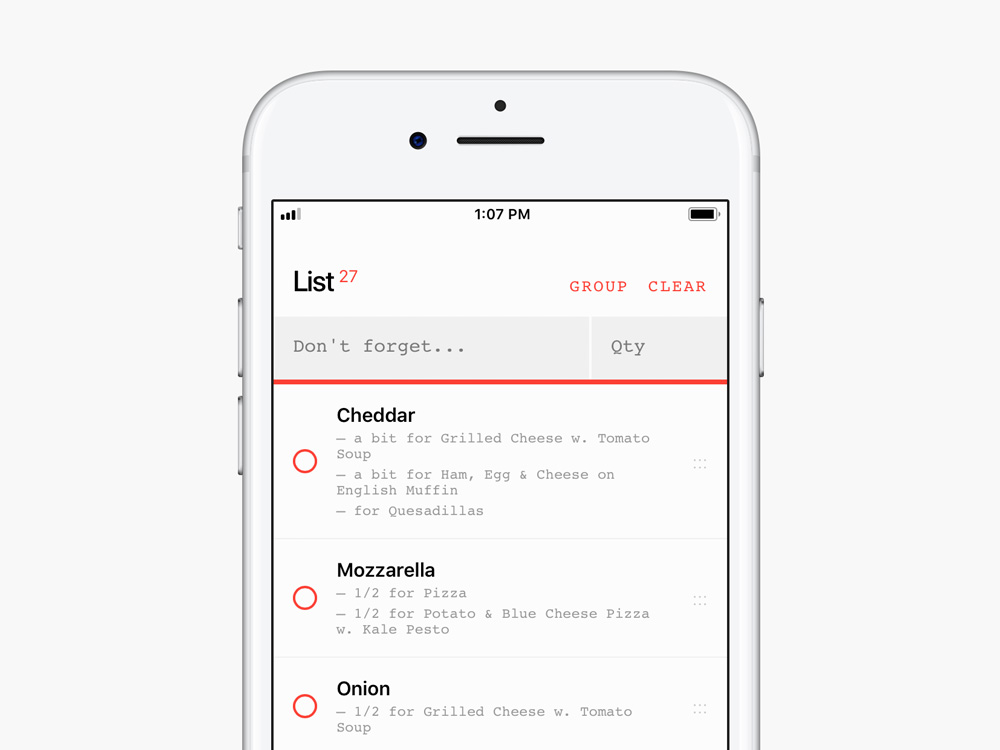 1:07 PM
List 27
GROUP CLEAR
Don't forget... Qty
Cheddar
— a bit for Grilled Cheese w. Tomato
Soup
— a bit for Ham, Egg & Cheese on
English Muffin
— for Quesadillas
Mozzarella
— 1/2 for Pizza
— 1/2 for Potato & Blue Cheese Pizza
w. Kale Pesto
Onion
— 1/2 for Grilled Cheese w. Tomato
Soup